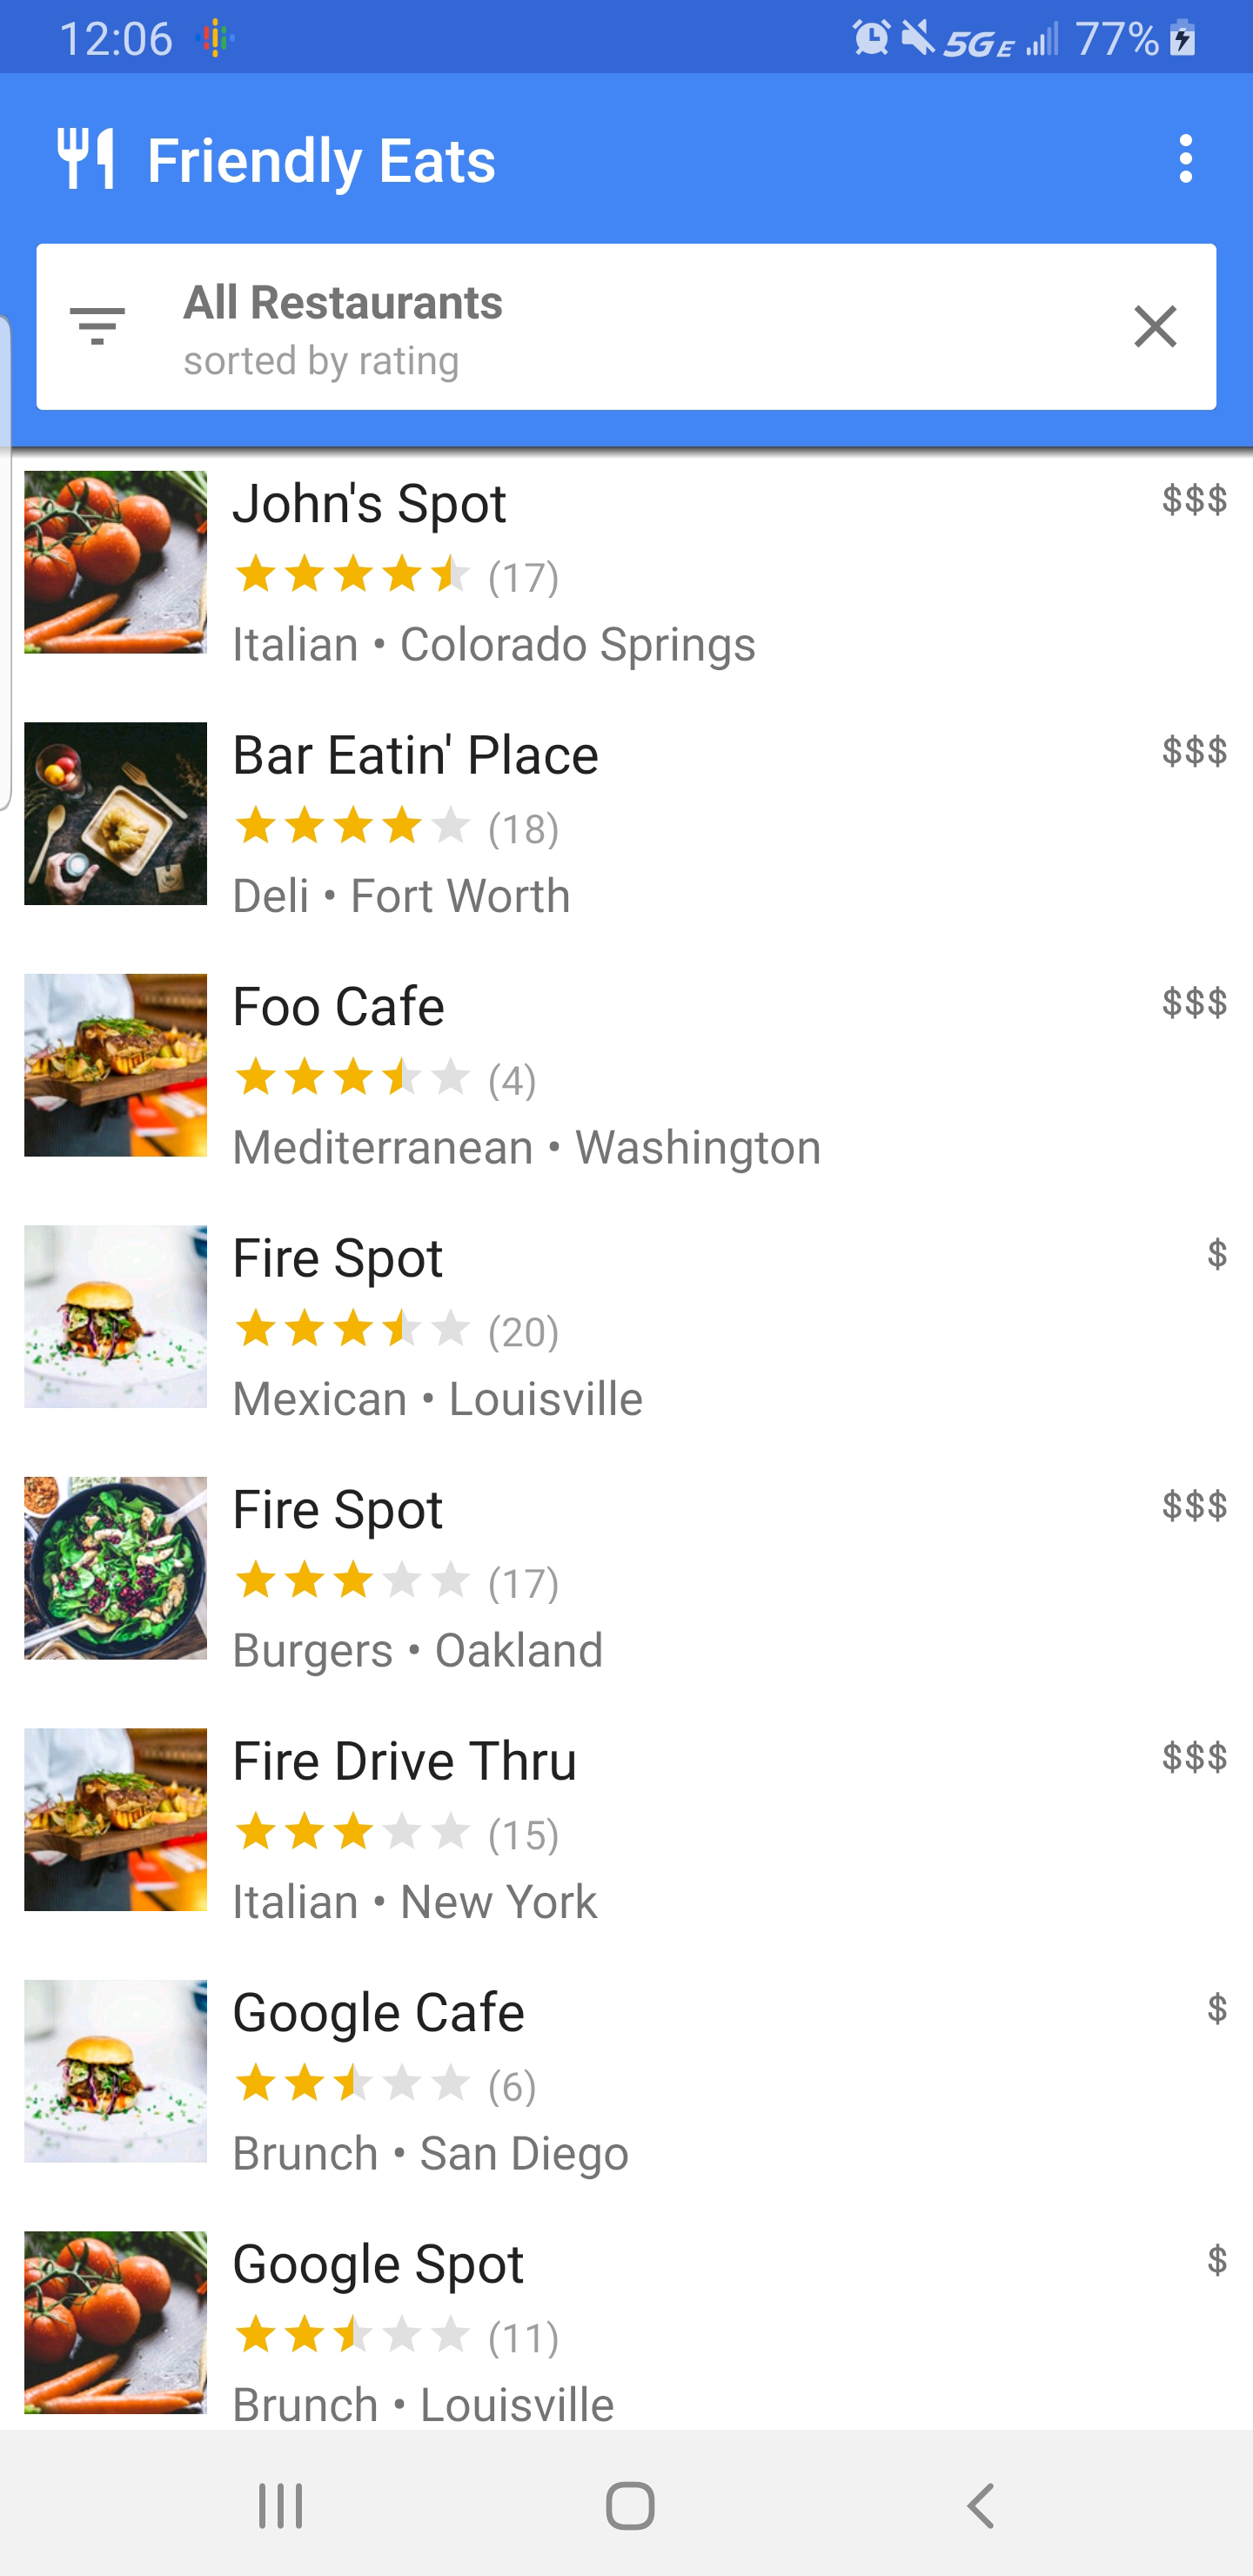 12:06 5G E 77%
Friendly Eats
All Restaurants
sorted by rating
John's Spot $$$
(17)
Italian • Colorado Springs
Bar Eatin' Place $$$
(18)
Deli • Fort Worth
Foo Cafe $$$
(4)
Mediterranean • Washington
Fire Spot $
(20)
Mexican • Louisville
Fire Spot $$$
(17)
Burgers • Oakland
Fire Drive Thru $$$
(15)
Italian • New York
Google Cafe $
(6)
Brunch • San Diego
Google Spot $
(11)
Brunch • Louisville